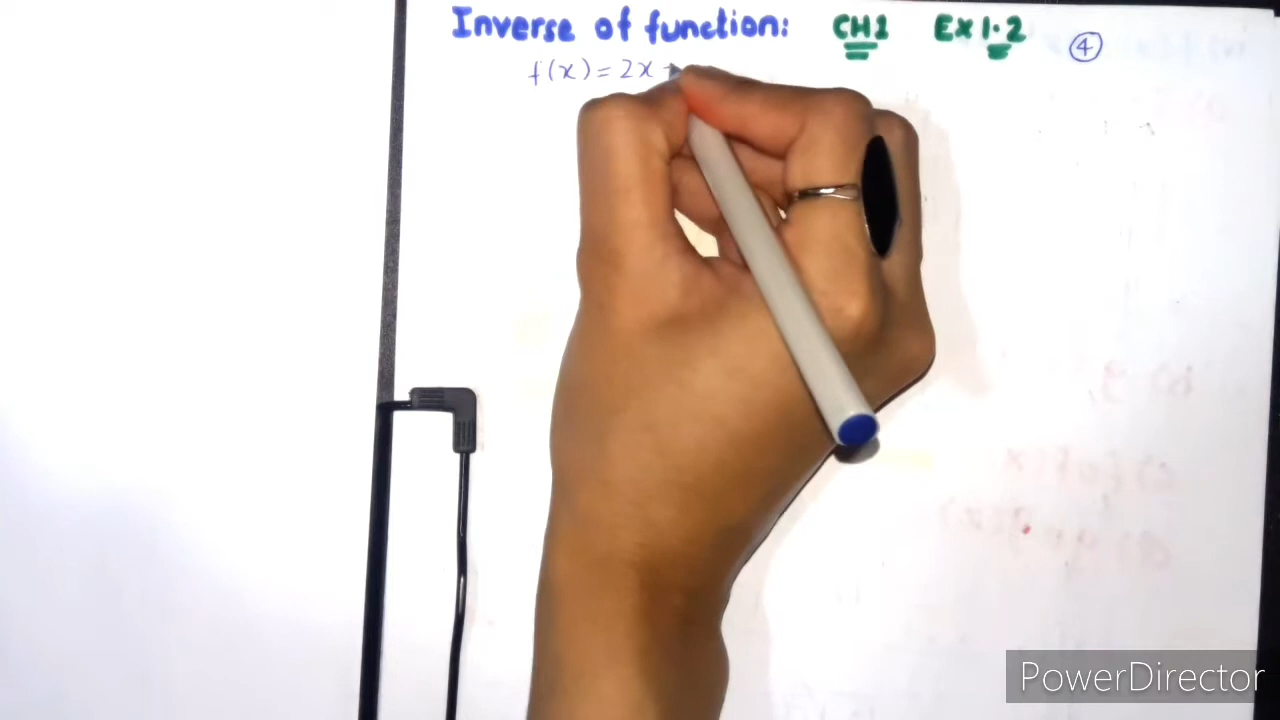 Inverse of function: CH1 Ex 1.2 ④
f(x) = 2x
PowerDirector